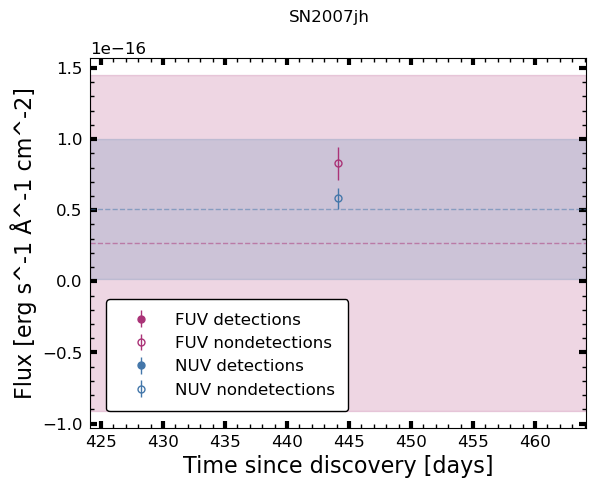 SN2007jh
1e−16
1.5
1.0
0.5
0.0
−0.5
−1.0
Flux [erg s^-1 Å^-1 cm^-2]
FUV detections
FUV nondetections
NUV detections
NUV nondetections
425 430 435 440 445 450 455 460
Time since discovery [days]